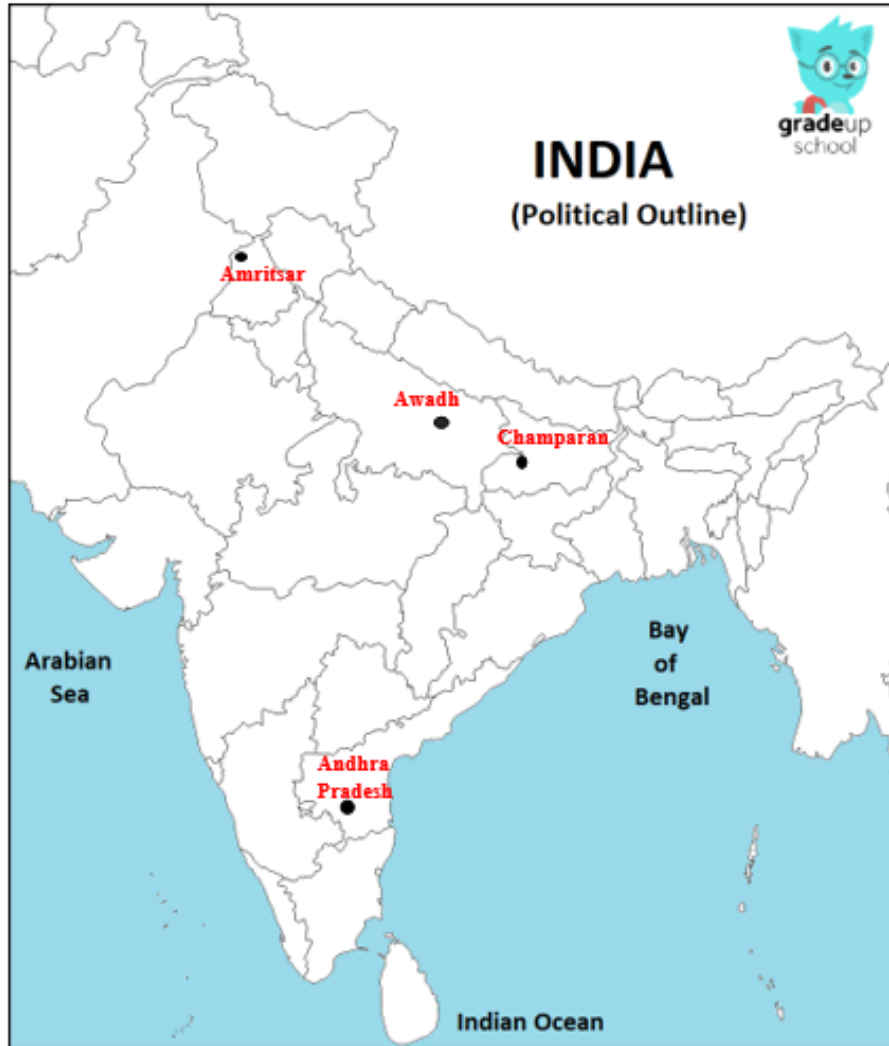 gradeup
school
INDIA
(Political Outline)
Amritsar
Awadh
Champaran
Bay
of
Bengal
Arabian
Sea
Andhra
Pradesh
Indian Ocean